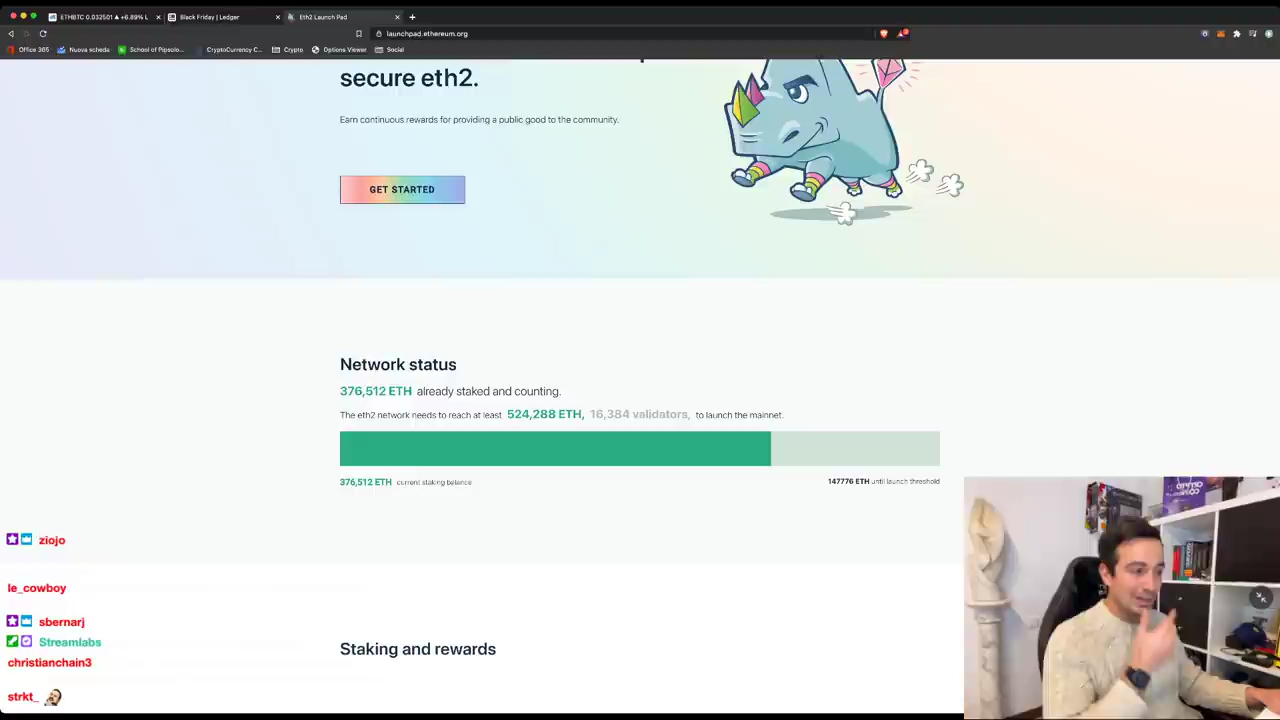 ETHBTC 0.032501 ▲ +6.89% L
Black Friday | Ledger
Eth2 Launch Pad
launchpad.ethereum.org
Office 365
Nuova scheda
School of Pipsolo...
CryptoCurrency C...
Crypto
Options Viewer
Social
secure eth2.
Earn continuous rewards for providing a public good to the community.
GET STARTED
Network status
376,512 ETH already staked and counting.
The eth2 network needs to reach at least 524,288 ETH, 16,384 validators, to launch the mainnet.
376,512 ETH current staking balance
147776 ETH until launch threshold
ziojo
le_cowboy
sbernarj
Streamlabs
christianchain3
strkt_
Staking and rewards